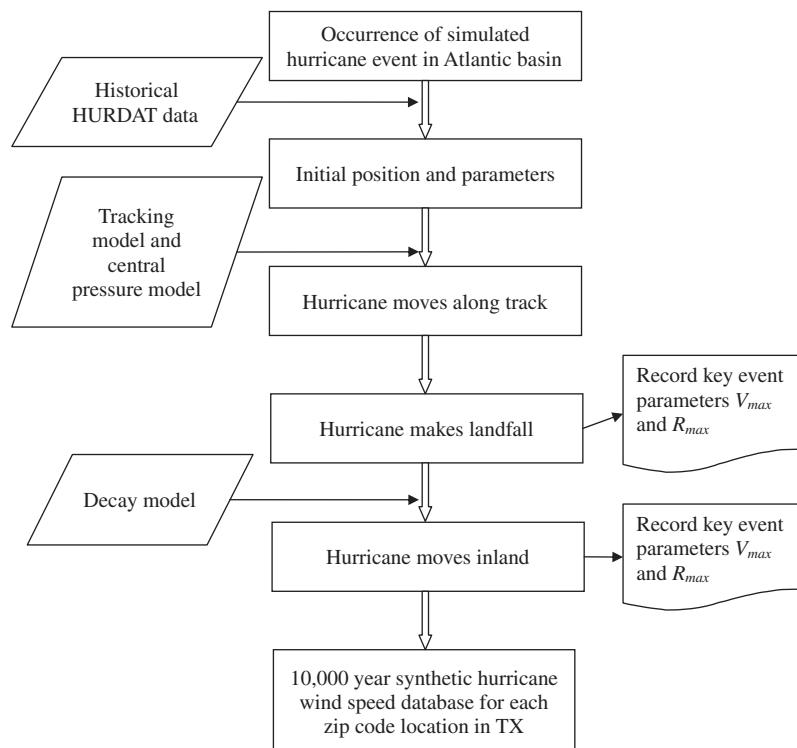 Occurrence of simulated
hurricane event in Atlantic basin
Historical
HURDAT data
Initial position and parameters
Tracking
model and
central
pressure model
Hurricane moves along track
Record key event
parameters Vmax
and Rmax
Hurricane makes landfall
Decay model
Record key event
parameters Vmax
and Rmax
Hurricane moves inland
10,000 year synthetic hurricane
wind speed database for each
zip code location in TX